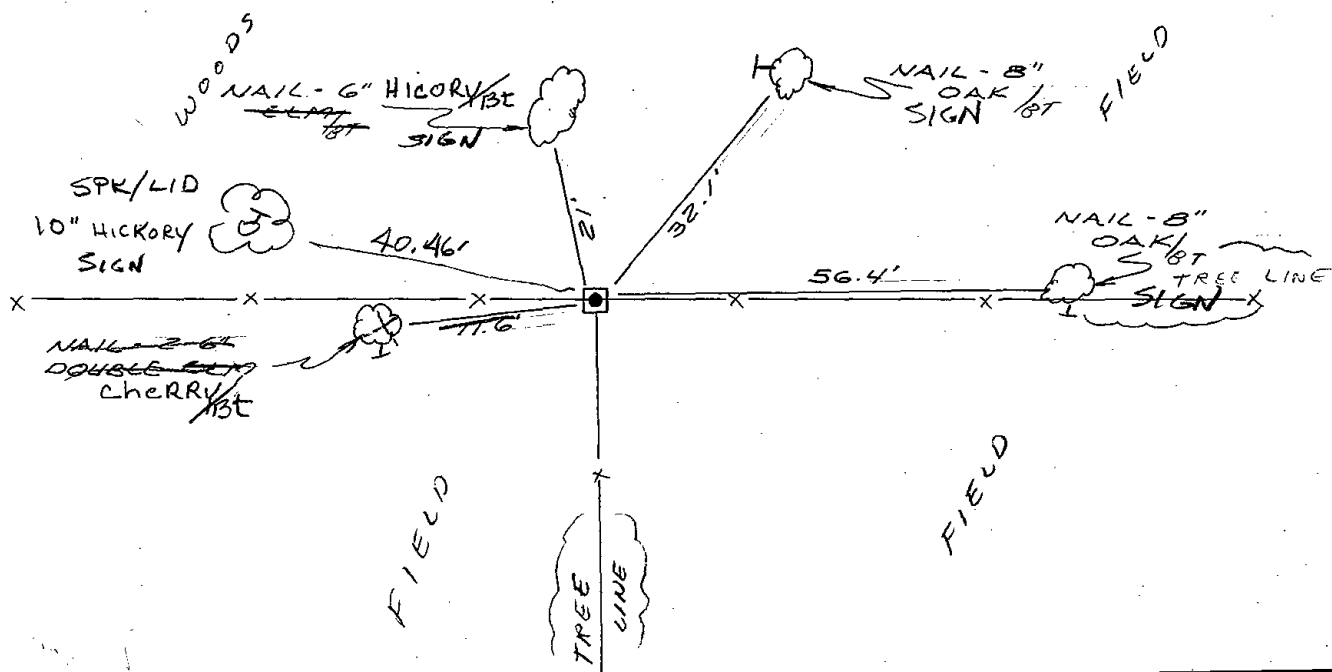 WOODS
NAIL - 6" HICORY/Bt
ELM/BT
SIGN
NAIL - 8"
OAK/BT
SIGN
FIELD
SPK/LID
10" HICKORY
SIGN
40.46'
21'
32.1'
56.4'
NAIL - 8"
OAK/BT
TREE LINE
SIGN
11.6'
NAIL - 2-6"
DOUBLE ELM
CheRRY/Bt
FIELD
FIELD
TREE
LINE